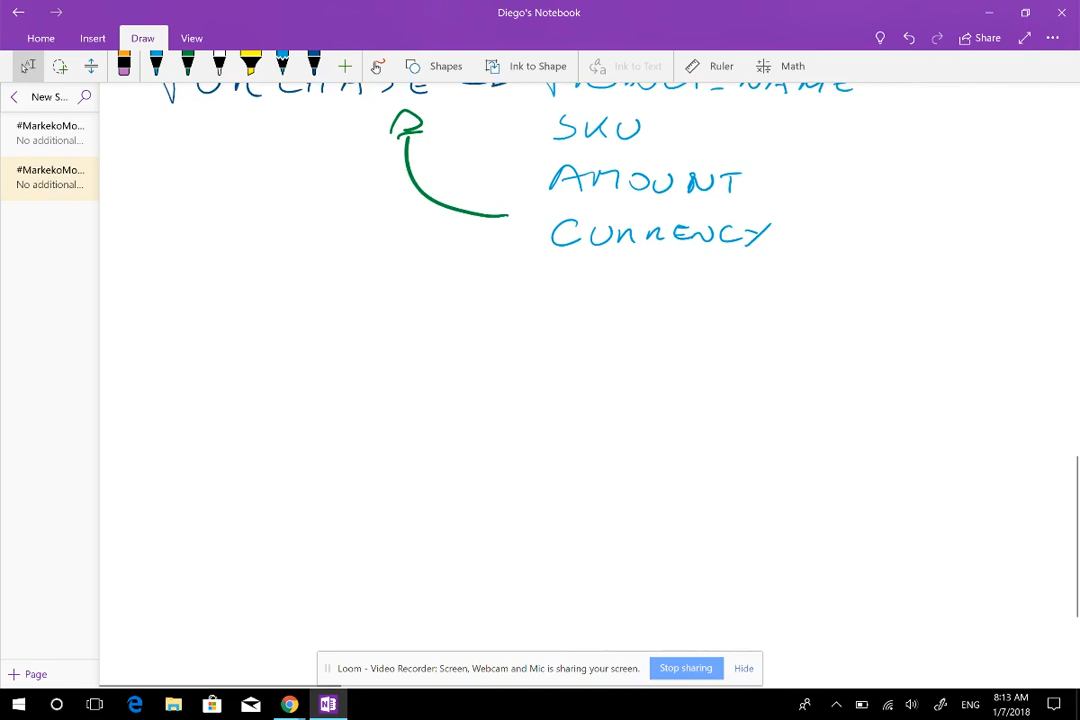 Diego's Notebook
Home Insert Draw View
Share
Shapes Ink to Shape Ink to Text Ruler Math
New S...
#MarkekoMo...
No additional...
#MarkekoMo...
No additional...
PURCHASE → PRODUCT_NAME
SKU
AMOUNT
CURRENCY
Page
Loom - Video Recorder: Screen, Webcam and Mic is sharing your screen. Stop sharing Hide
ENG
8:13 AM
1/7/2018